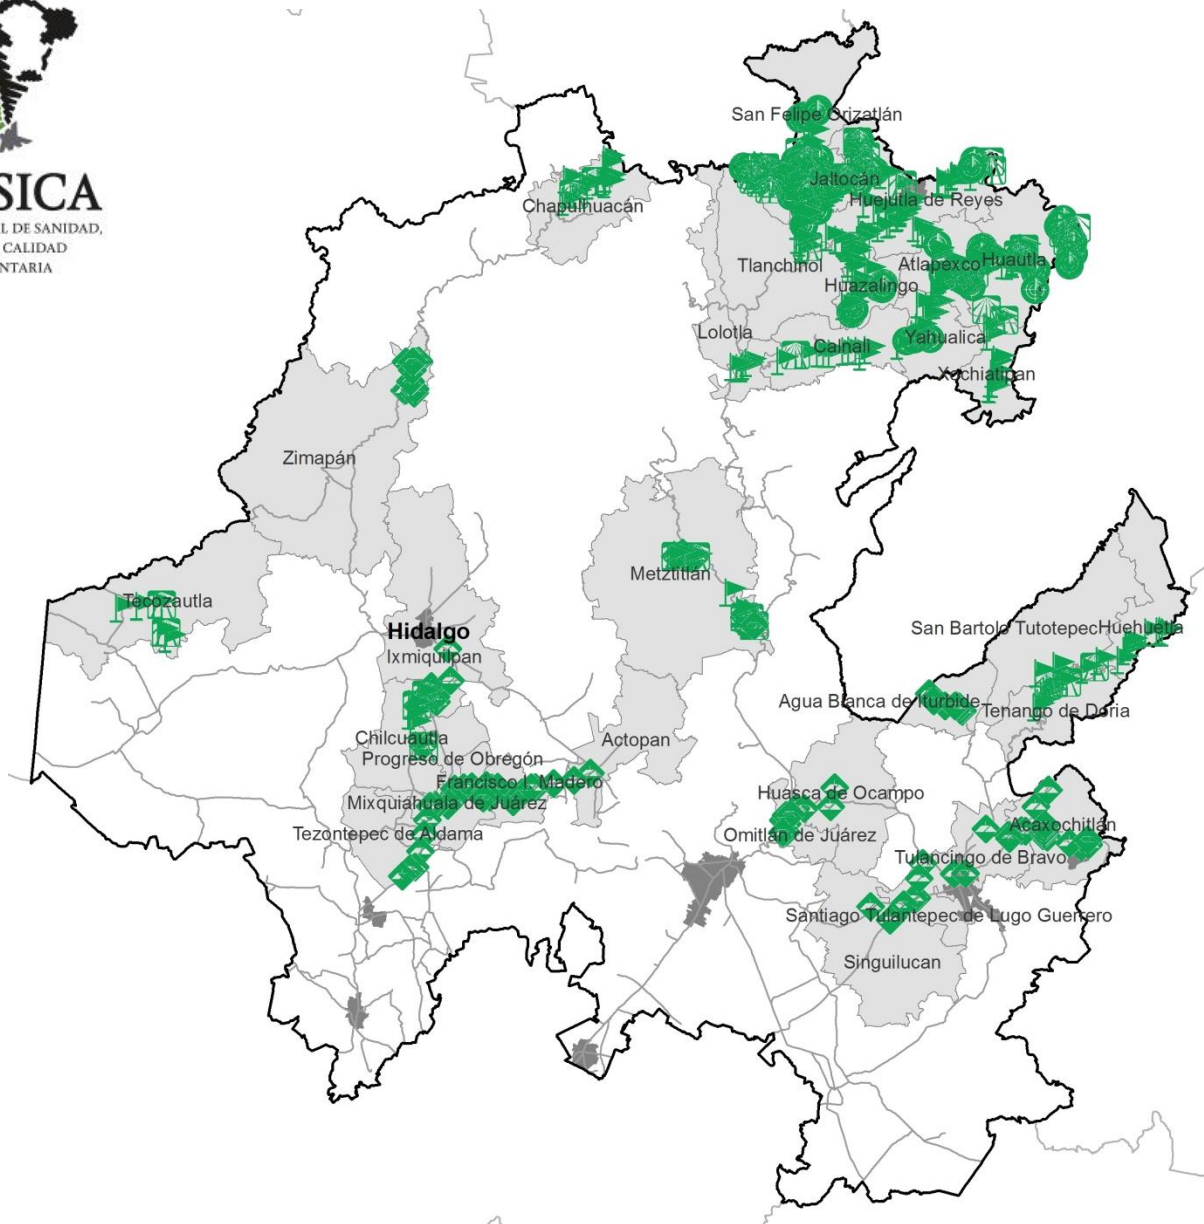 SICA
L DE SANIDAD,
CALIDAD
NTARIA
San Felipe Orizatlán
Jaltocán
Chapulhuacán
Huejutla de Reyes
Tlanchinol
Atlapexco
Huautla
Huazalingo
Lolotla
Calnali
Yahualica
Xochiatipan
Zimapán
Metztitlán
Tecozautla
Hidalgo
Ixmiquilpan
San Bartolo Tutotepec
Huehuetla
Agua Blanca de Iturbide
Tenango de Doria
Chilcuautla
Actopan
Progreso de Obregón
Francisco I. Madero
Huasca de Ocampo
Mixquiahuala de Juárez
Tezontepec de Aldama
Omitlán de Juárez
Acaxochitlán
Tulancingo de Bravo
Santiago Tulantepec de Lugo Guerrero
Singuilucan